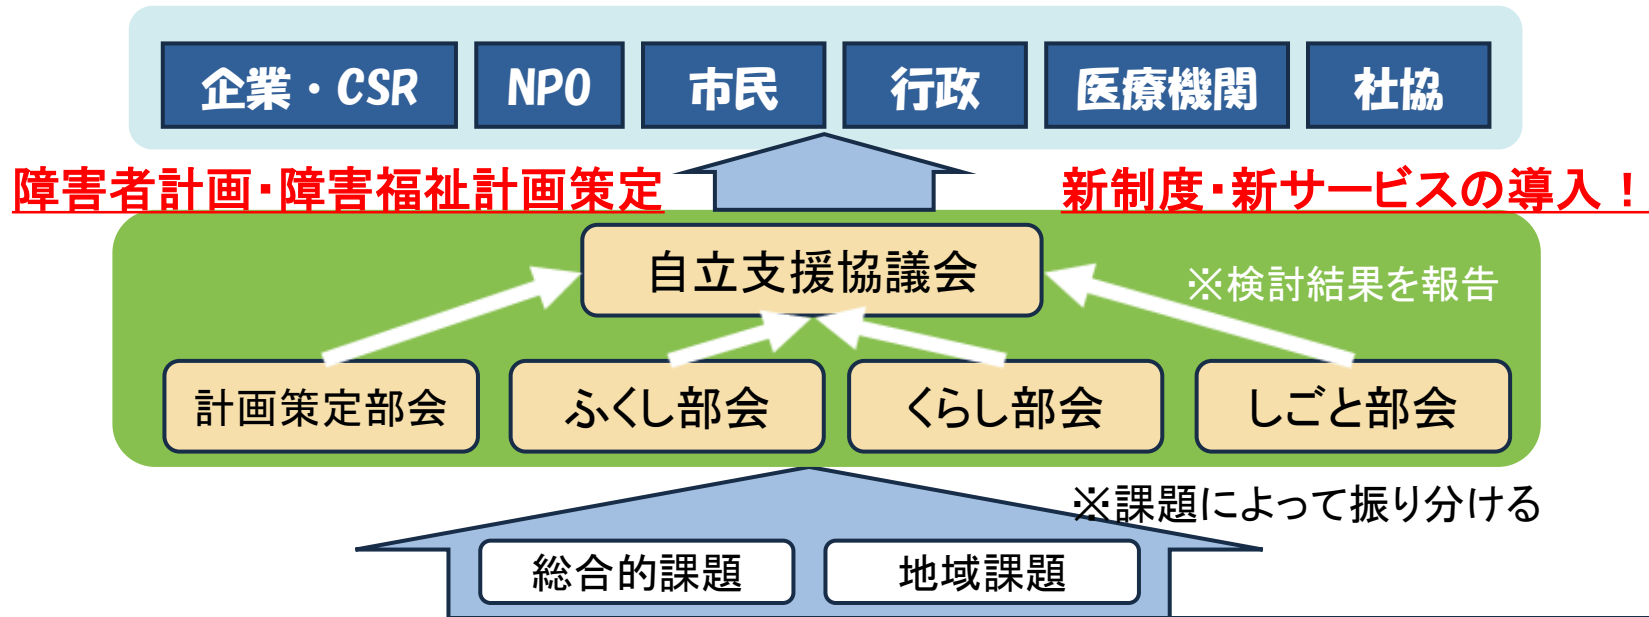 企業・CSR
NPO
市民
行政
医療機関
社協
障害者計画・障害福祉計画策定
新制度・新サービスの導入！
自立支援協議会
※検討結果を報告
計画策定部会
ふくし部会
くらし部会
しごと部会
※課題によって振り分ける
総合的課題
地域課題